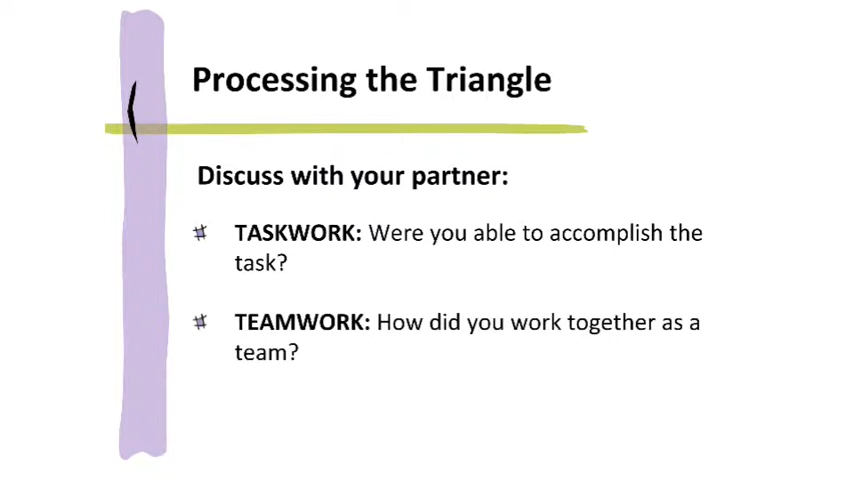 Processing the Triangle
Discuss with your partner:
TASKWORK: Were you able to accomplish the
task?
TEAMWORK: How did you work together as a
team?